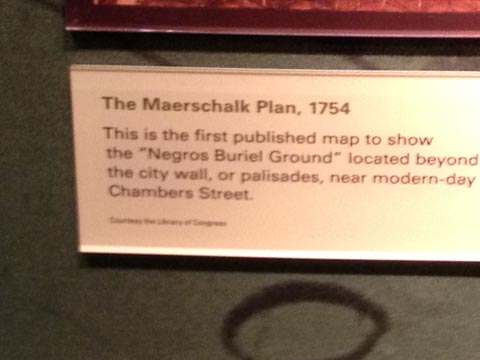 The Maerschalk Plan, 1754
This is the first published map to show
the "Negros Buriel Ground" located beyond
the city wall, or palisades, near modern-day
Chambers Street.
Courtesy the Library of Congress